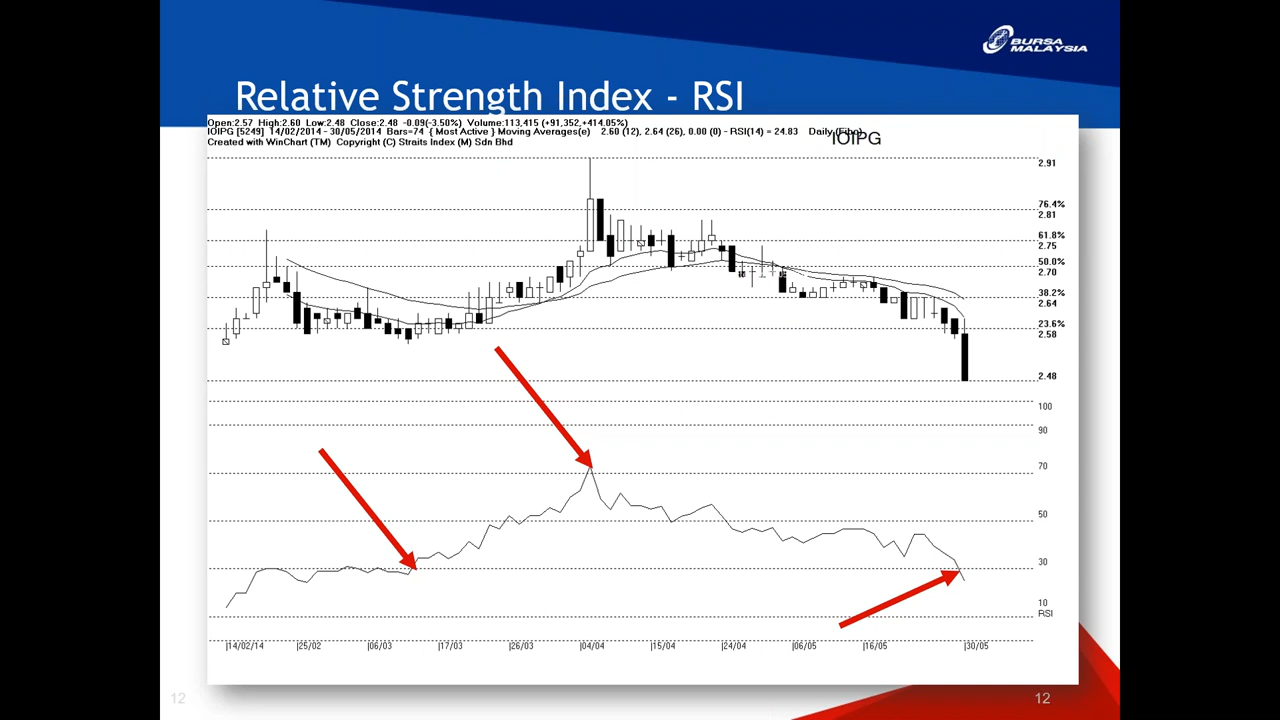 BURSA
MALAYSIA
Relative Strength Index - RSI
Open:2.57 High:2.60 Low:2.48 Close:2.48 -0.09(-3.50%) Volume:113,415 (+91,352,+414.05%)
IOIPG [5249] 14/02/2014 - 30/05/2014 Bars=74 { Most Active } Moving Averages(e) 2.60 (12), 2.64 (26), 0.00 (0) - RSI(14) = 24.83 Daily (Fibo)
IOIPG
Created with WinChart (TM) Copyright (C) Straits Index (M) Sdn Bhd
2.91
76.4%
2.81
61.8%
2.75
50.0%
2.70
38.2%
2.64
23.6%
2.58
2.48
100
90
70
50
30
10
RSI
|14/02/14 |25/02 |06/03 |17/03 |26/03 |04/04 |15/04 |24/04 |06/05 |16/05 |30/05
12 12